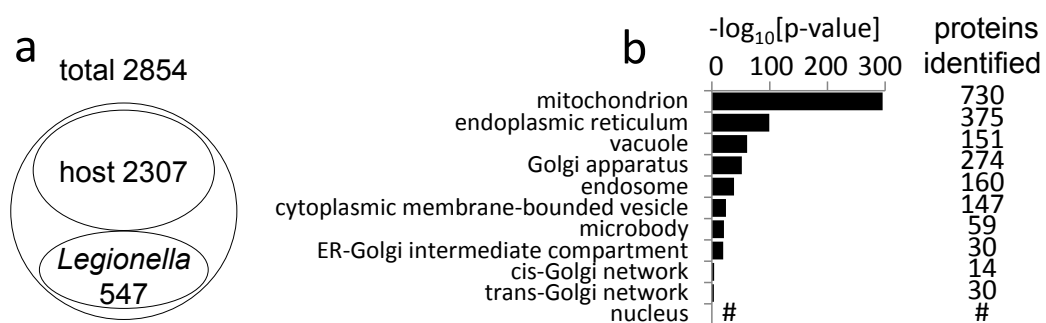 a
total 2854
host 2307
Legionella
547
b
-log10[p-value]
proteins
identified
0 100 200 300
mitochondrion 730
endoplasmic reticulum 375
vacuole 151
Golgi apparatus 274
endosome 160
cytoplasmic membrane-bounded vesicle 147
microbody 59
ER-Golgi intermediate compartment 30
cis-Golgi network 14
trans-Golgi network 30
nucleus # #